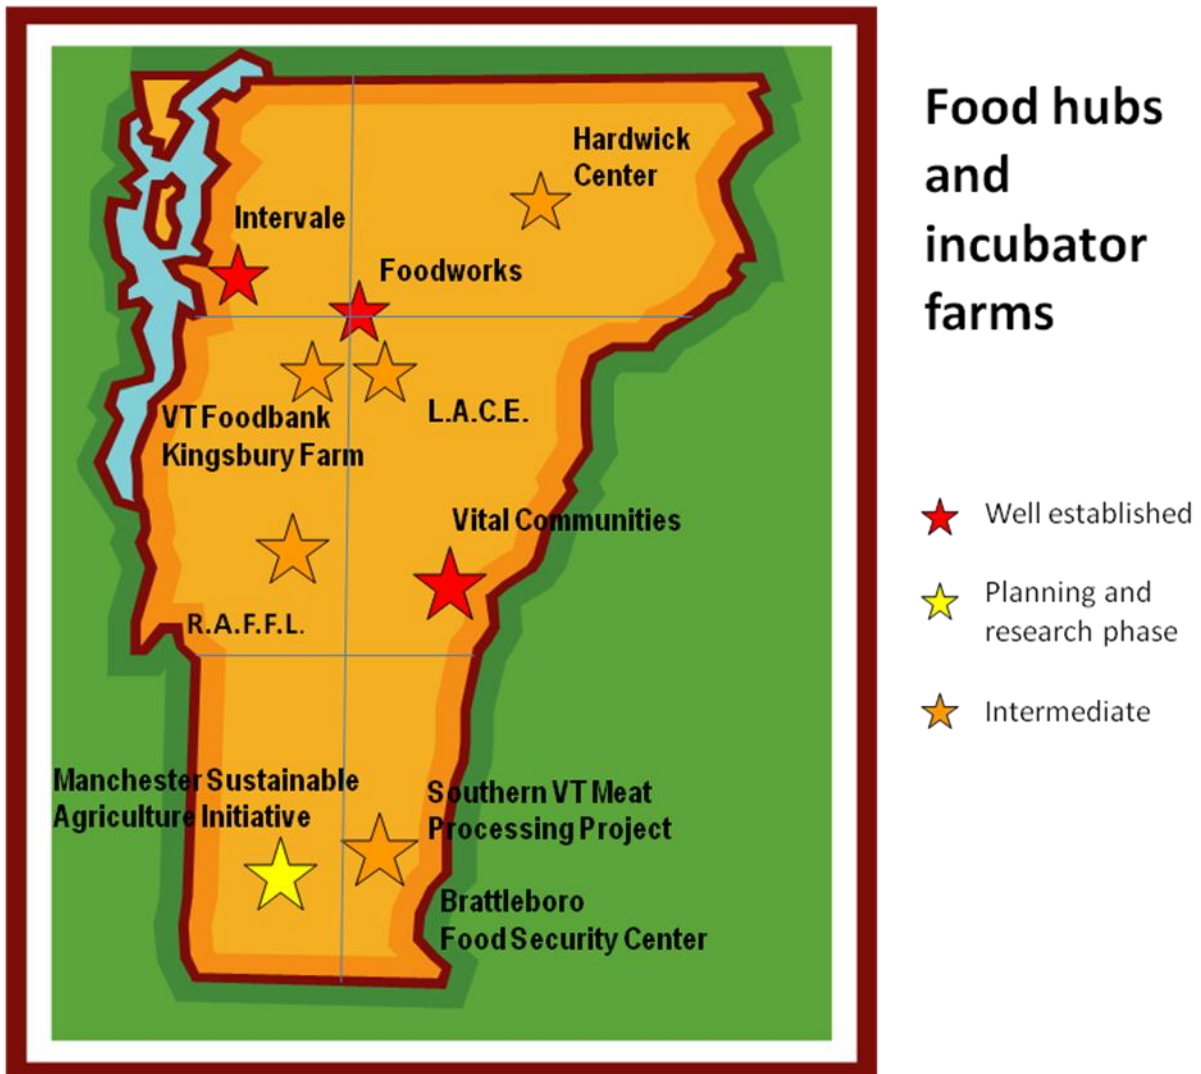 Food hubs
and
incubator
farms
Hardwick
Center
Intervale
Foodworks
VT Foodbank
Kingsbury Farm
L.A.C.E.
Vital Communities
R.A.F.F.L.
Manchester Sustainable
Agriculture Initiative
Southern VT Meat
Processing Project
Brattleboro
Food Security Center
Well established
Planning and
research phase
Intermediate